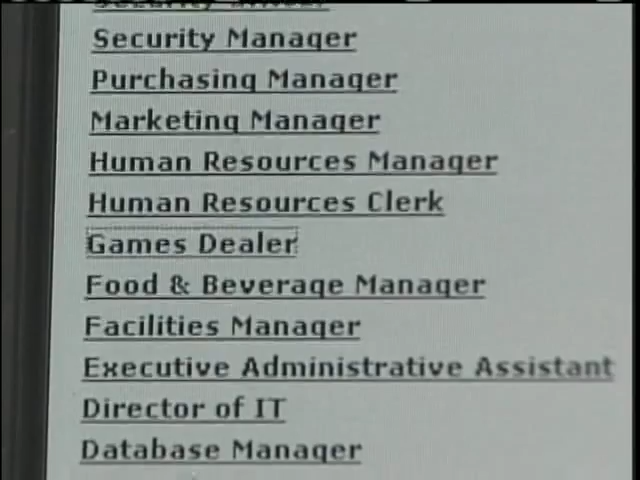 Security Manager
Purchasing Manager
Marketing Manager
Human Resources Manager
Human Resources Clerk
Games Dealer
Food & Beverage Manager
Facilities Manager
Executive Administrative Assistant
Director of IT
Database Manager